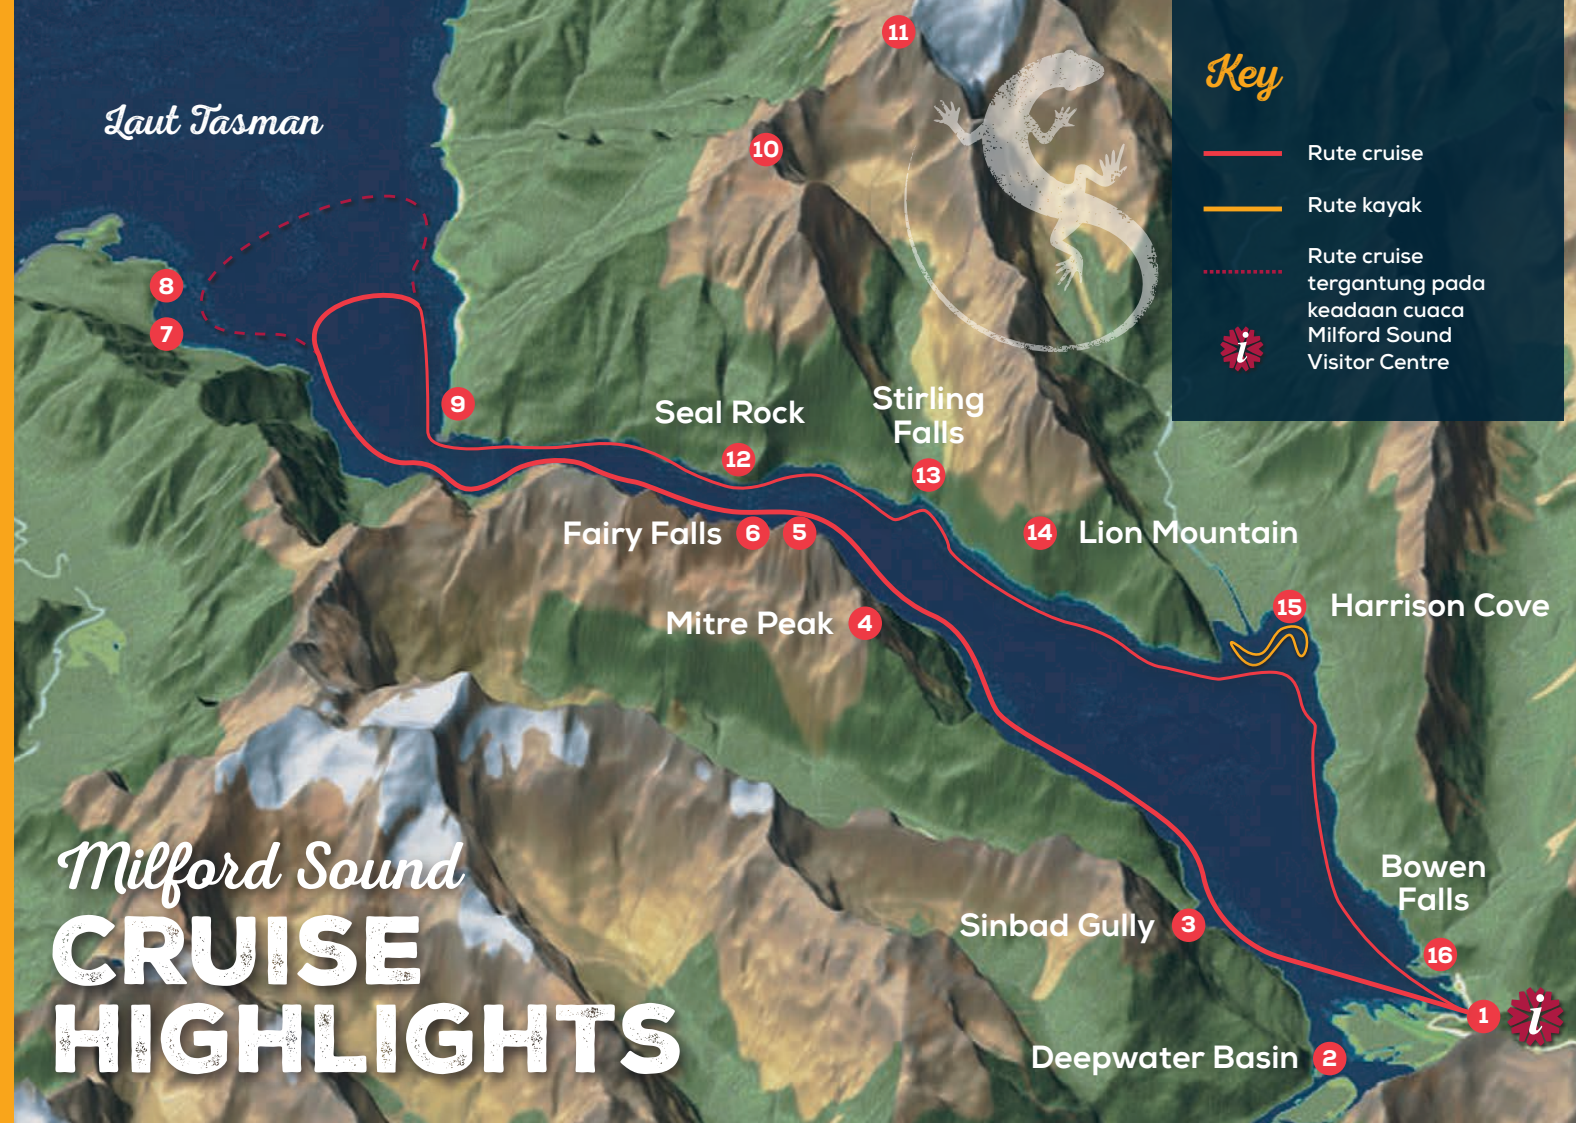 11
Key
Laut Tasman
Rute cruise
10
Rute kayak
Rute cruise
tergantung pada
keadaan cuaca
8
7
Milford Sound
Visitor Centre
i
9
Seal Rock
Stirling
Falls
12
13
Fairy Falls
6
5
14
Lion Mountain
15
Harrison Cove
Mitre Peak
4
Milford Sound
CRUISE
HIGHLIGHTS
Bowen
Falls
Sinbad Gully
3
16
1
i
Deepwater Basin
2